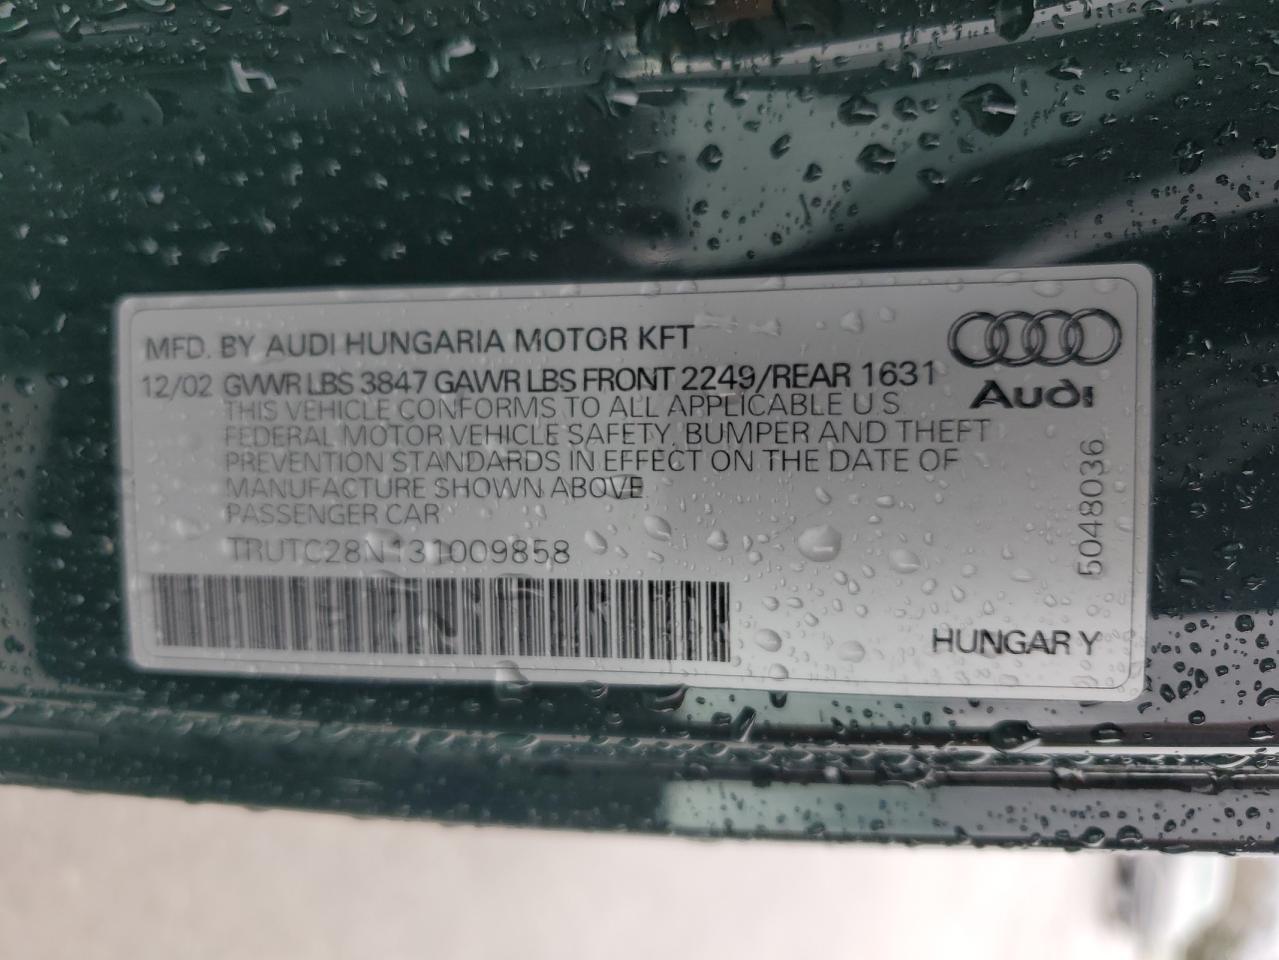 MFD. BY AUDI HUNGARIA MOTOR KFT
12/02 GVWR LBS 3847 GAWR LBS FRONT 2249/REAR 1631
THIS VEHICLE CONFORMS TO ALL APPLICABLE U.S.
FEDERAL MOTOR VEHICLE SAFETY, BUMPER AND THEFT
PREVENTION STANDARDS IN EFFECT ON THE DATE OF
MANUFACTURE SHOWN ABOVE
PASSENGER CAR
TRUTC28N131009858
Audi
5048036
HUNGARY